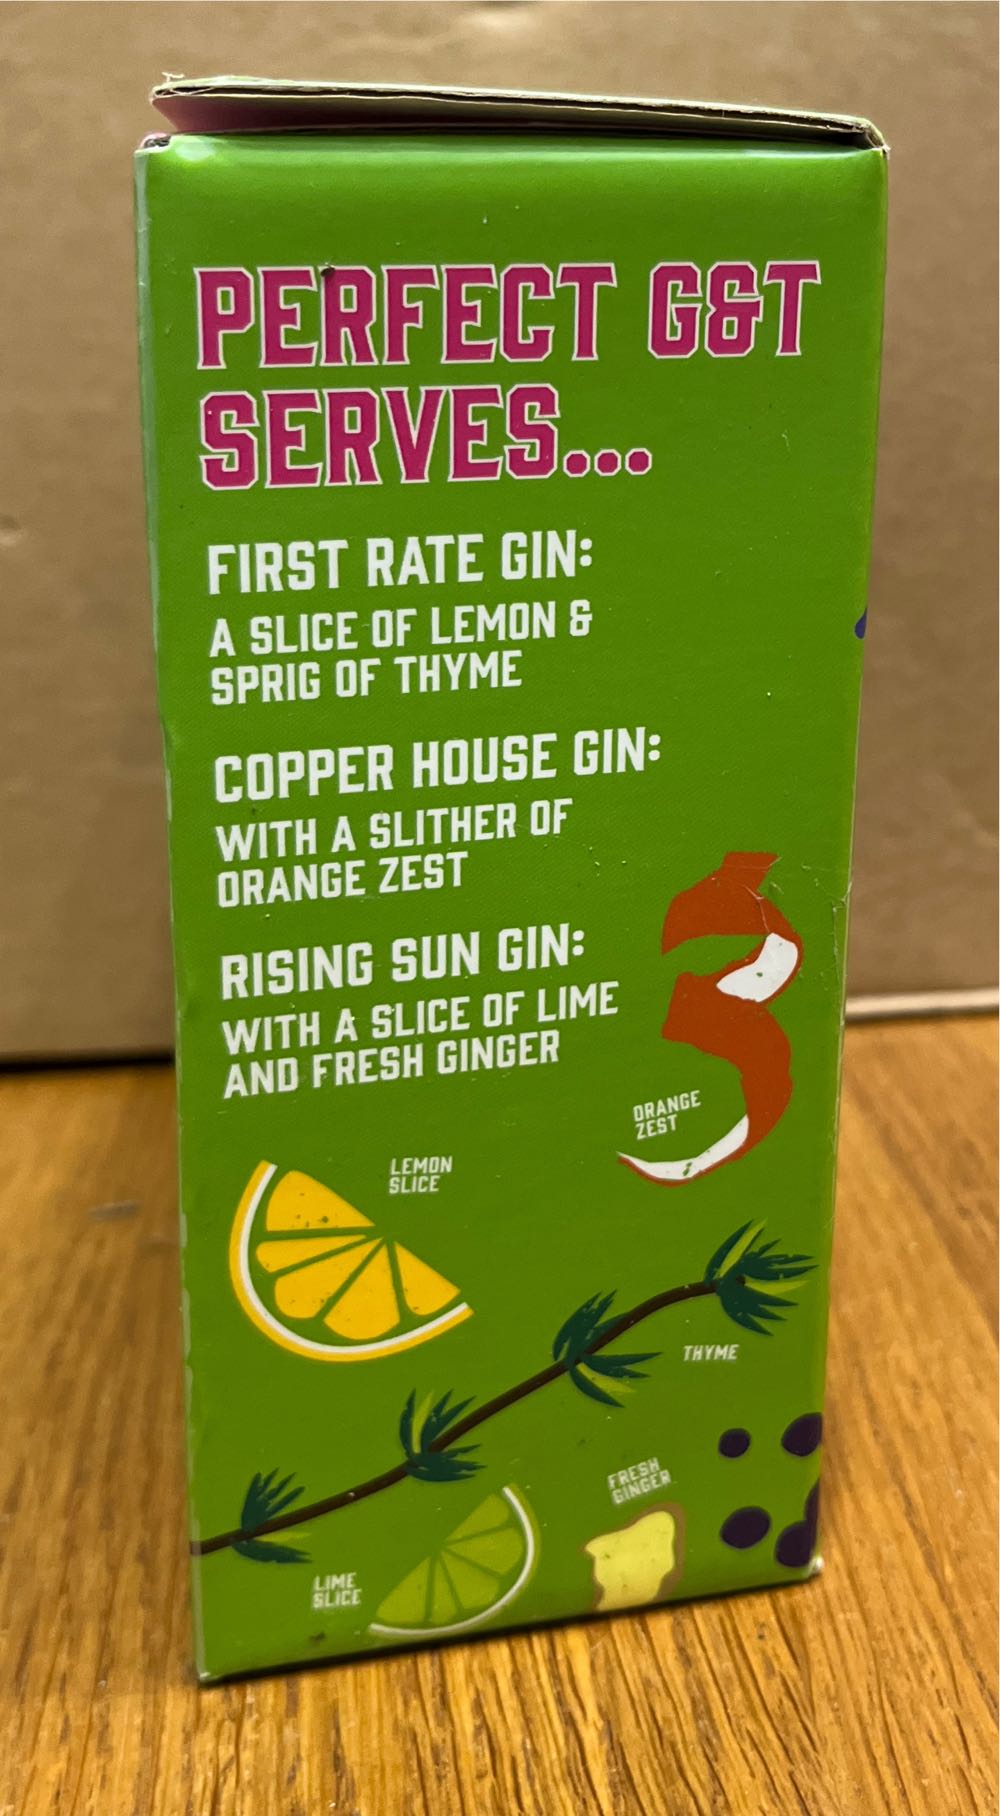 PERFECT G&T
SERVES...
FIRST RATE GIN:
A SLICE OF LEMON &
SPRIG OF THYME
COPPER HOUSE GIN:
WITH A SLITHER OF
ORANGE ZEST
RISING SUN GIN:
WITH A SLICE OF LIME
AND FRESH GINGER
ORANGE
ZEST
LEMON
SLICE
THYME
FRESH
GINGER
LIME
SLICE